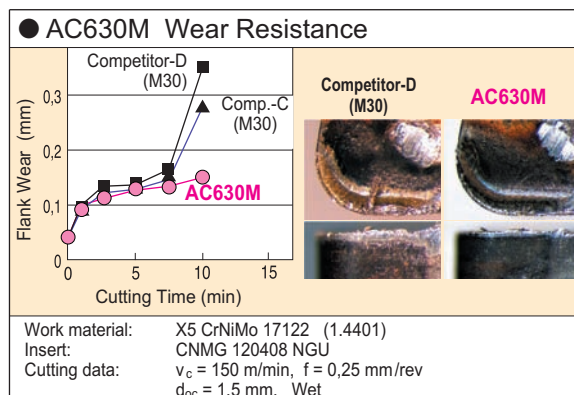 ● AC630M Wear Resistance
Competitor-D
(M30)
Comp.-C
(M30)
AC630M
Flank Wear (mm)
0,3
0,2
0,1
0
0 5 10 15
Cutting Time (min)
Competitor-D
(M30)
AC630M
Work material: X5 CrNiMo 17122 (1.4401)
Insert: CNMG 120408 NGU
Cutting data: vc = 150 m/min, f = 0,25 mm/rev
doc = 1,5 mm, Wet